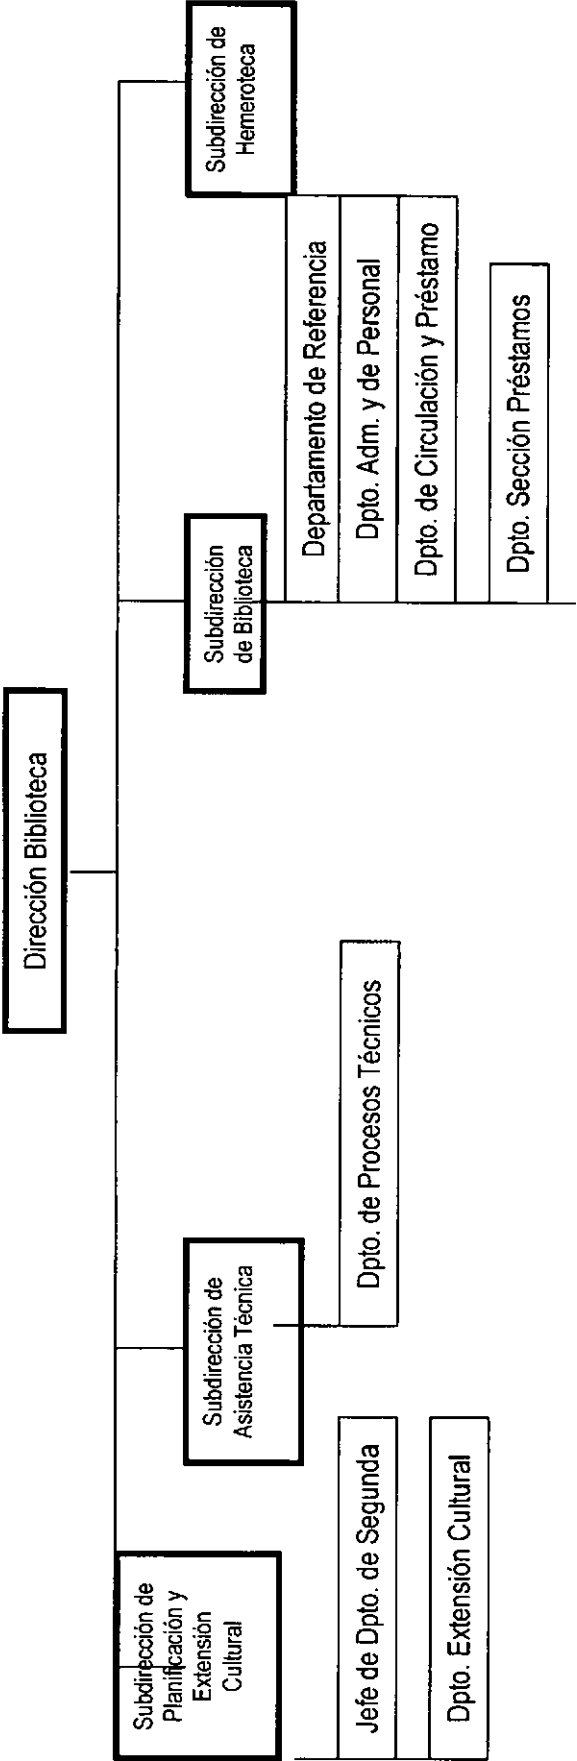 Dirección Biblioteca
Subdirección de
Planificación y
Extensión
Cultural
Subdirección de
Asistencia Técnica
Subdirección
de Biblioteca
Subdirección de
Hemeroteca
Jefe de Dpto. de Segunda
Dpto. Extensión Cultural
Dpto. de Procesos Técnicos
Departamento de Referencia
Dpto. Adm. y de Personal
Dpto. de Circulación y Préstamo
Dpto. Sección Préstamos